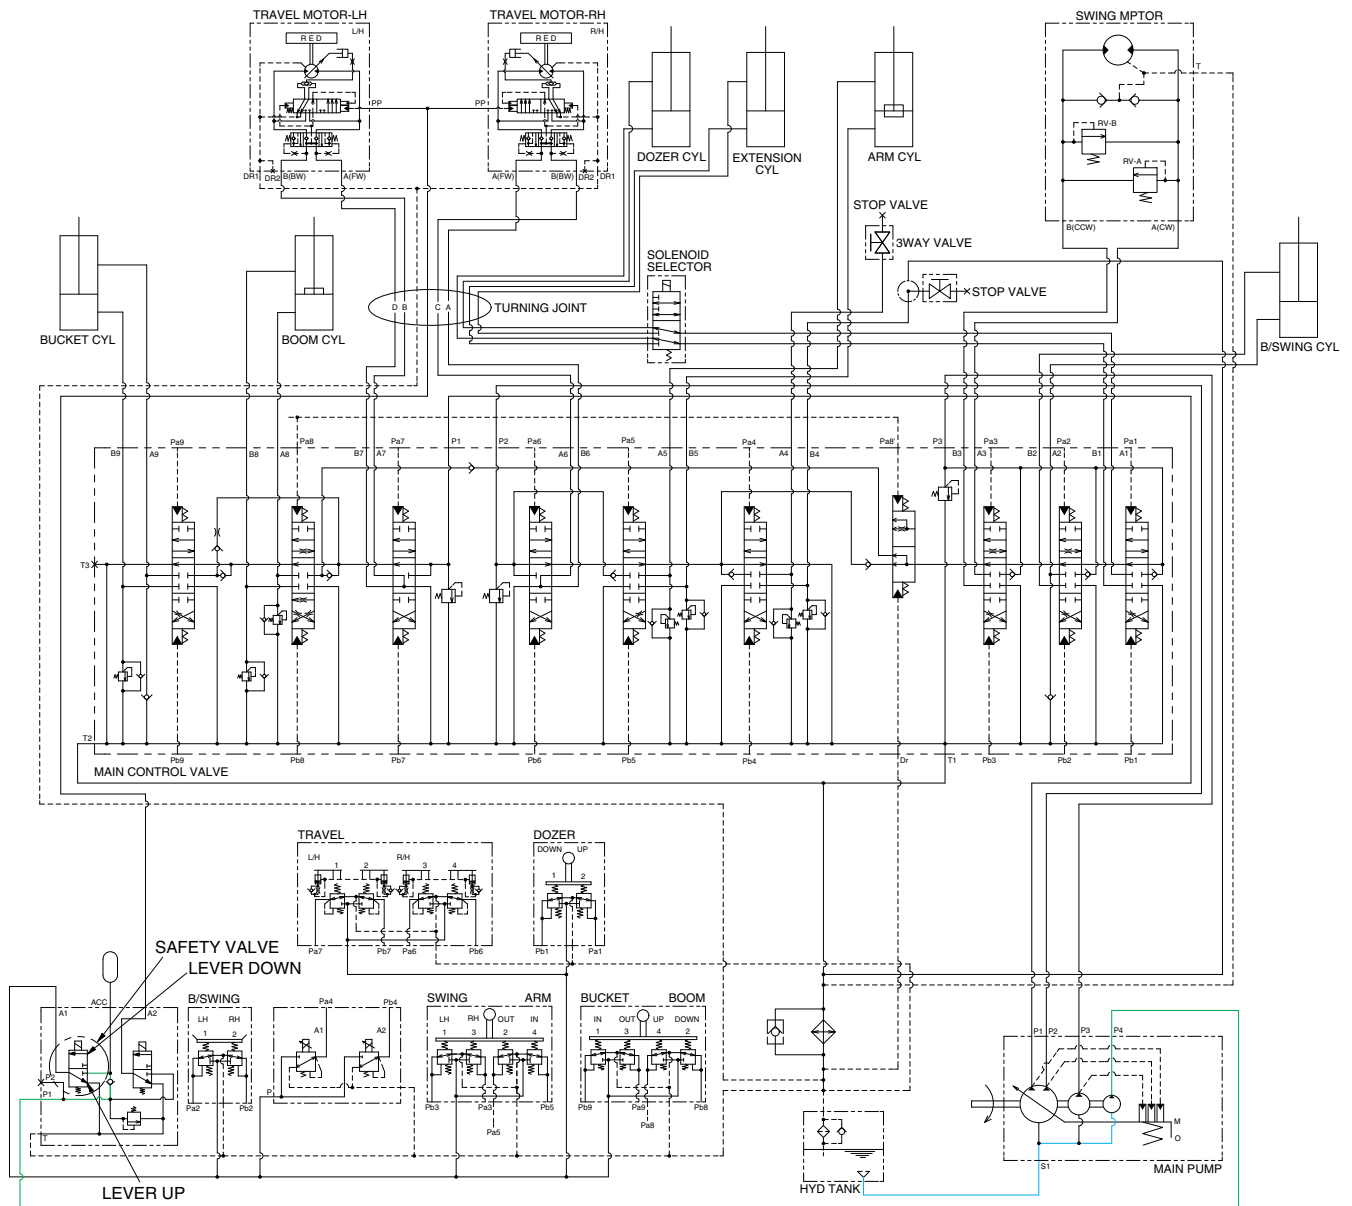 TRAVEL MOTOR-LH
TRAVEL MOTOR-RH
SWING MPTOR
L/H
R/H
RED
RED
T
PP
PP
RV-B
RV-A
DOZER CYL
EXTENSION
CYL
ARM CYL
DR1
DR2
B(BW)
A(FW)
A(FW)
B(BW)
DR2
DR1
STOP VALVE
3WAY VALVE
B(CCW)
A(CW)
SOLENOID
SELECTOR
STOP VALVE
D B
C A
TURNING JOINT
BUCKET CYL
BOOM CYL
B/SWING CYL
Pa9
Pa8
Pa7
P1
P2
Pa6
Pa5
Pa4
Pa8'
P3
Pa3
Pa2
Pa1
B9
A9
B8
A8
B7
A7
A6
B6
A5
B5
A4
B4
B3
A3
B2
A2
B1
A1
T3
T2
Pb9
Pb8
Pb7
Pb6
Pb5
Pb4
Dr
T1
Pb3
Pb2
Pb1
MAIN CONTROL VALVE
TRAVEL
DOZER
L/H
1
2
R/H
3
4
DOWN
UP
1
2
Pa7
Pb7
Pa6
Pb6
Pb1
Pa1
SAFETY VALVE
LEVER DOWN
A1
ACC
A2
B/SWING
LH
RH
1
2
Pa4
Pb4
A1
A2
SWING
ARM
LH
RH
OUT
IN
1
3
2
4
BUCKET
BOOM
IN
OUT
UP
DOWN
1
3
4
2
P1
P2
P3
P4
P2
P1
T
Pa2
Pb2
P
Pb3
Pa3
Pb5
Pa5
Pb9
Pa9
Pb8
Pa8
M
O
S1
MAIN PUMP
HYD TANK
LEVER UP